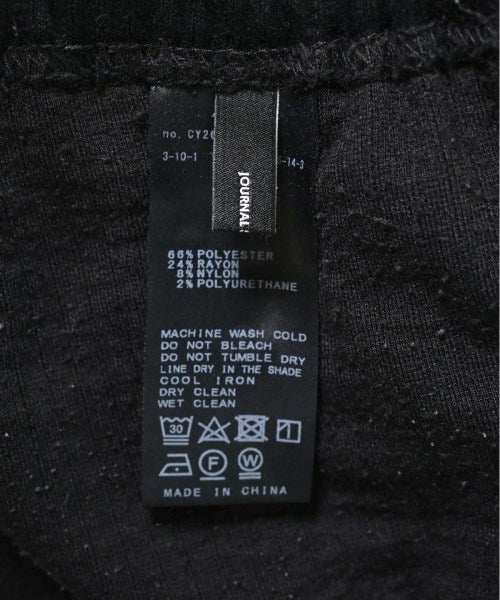 no. CY2
3-10-1 -14-3
JOURNAL
66% POLYESTER
24% RAYON
8% NYLON
2% POLYURETHANE
MACHINE WASH COLD
DO NOT BLEACH
DO NOT TUMBLE DRY
LINE DRY IN THE SHADE
COOL IRON
DRY CLEAN
WET CLEAN
30
F W
MADE IN CHINA